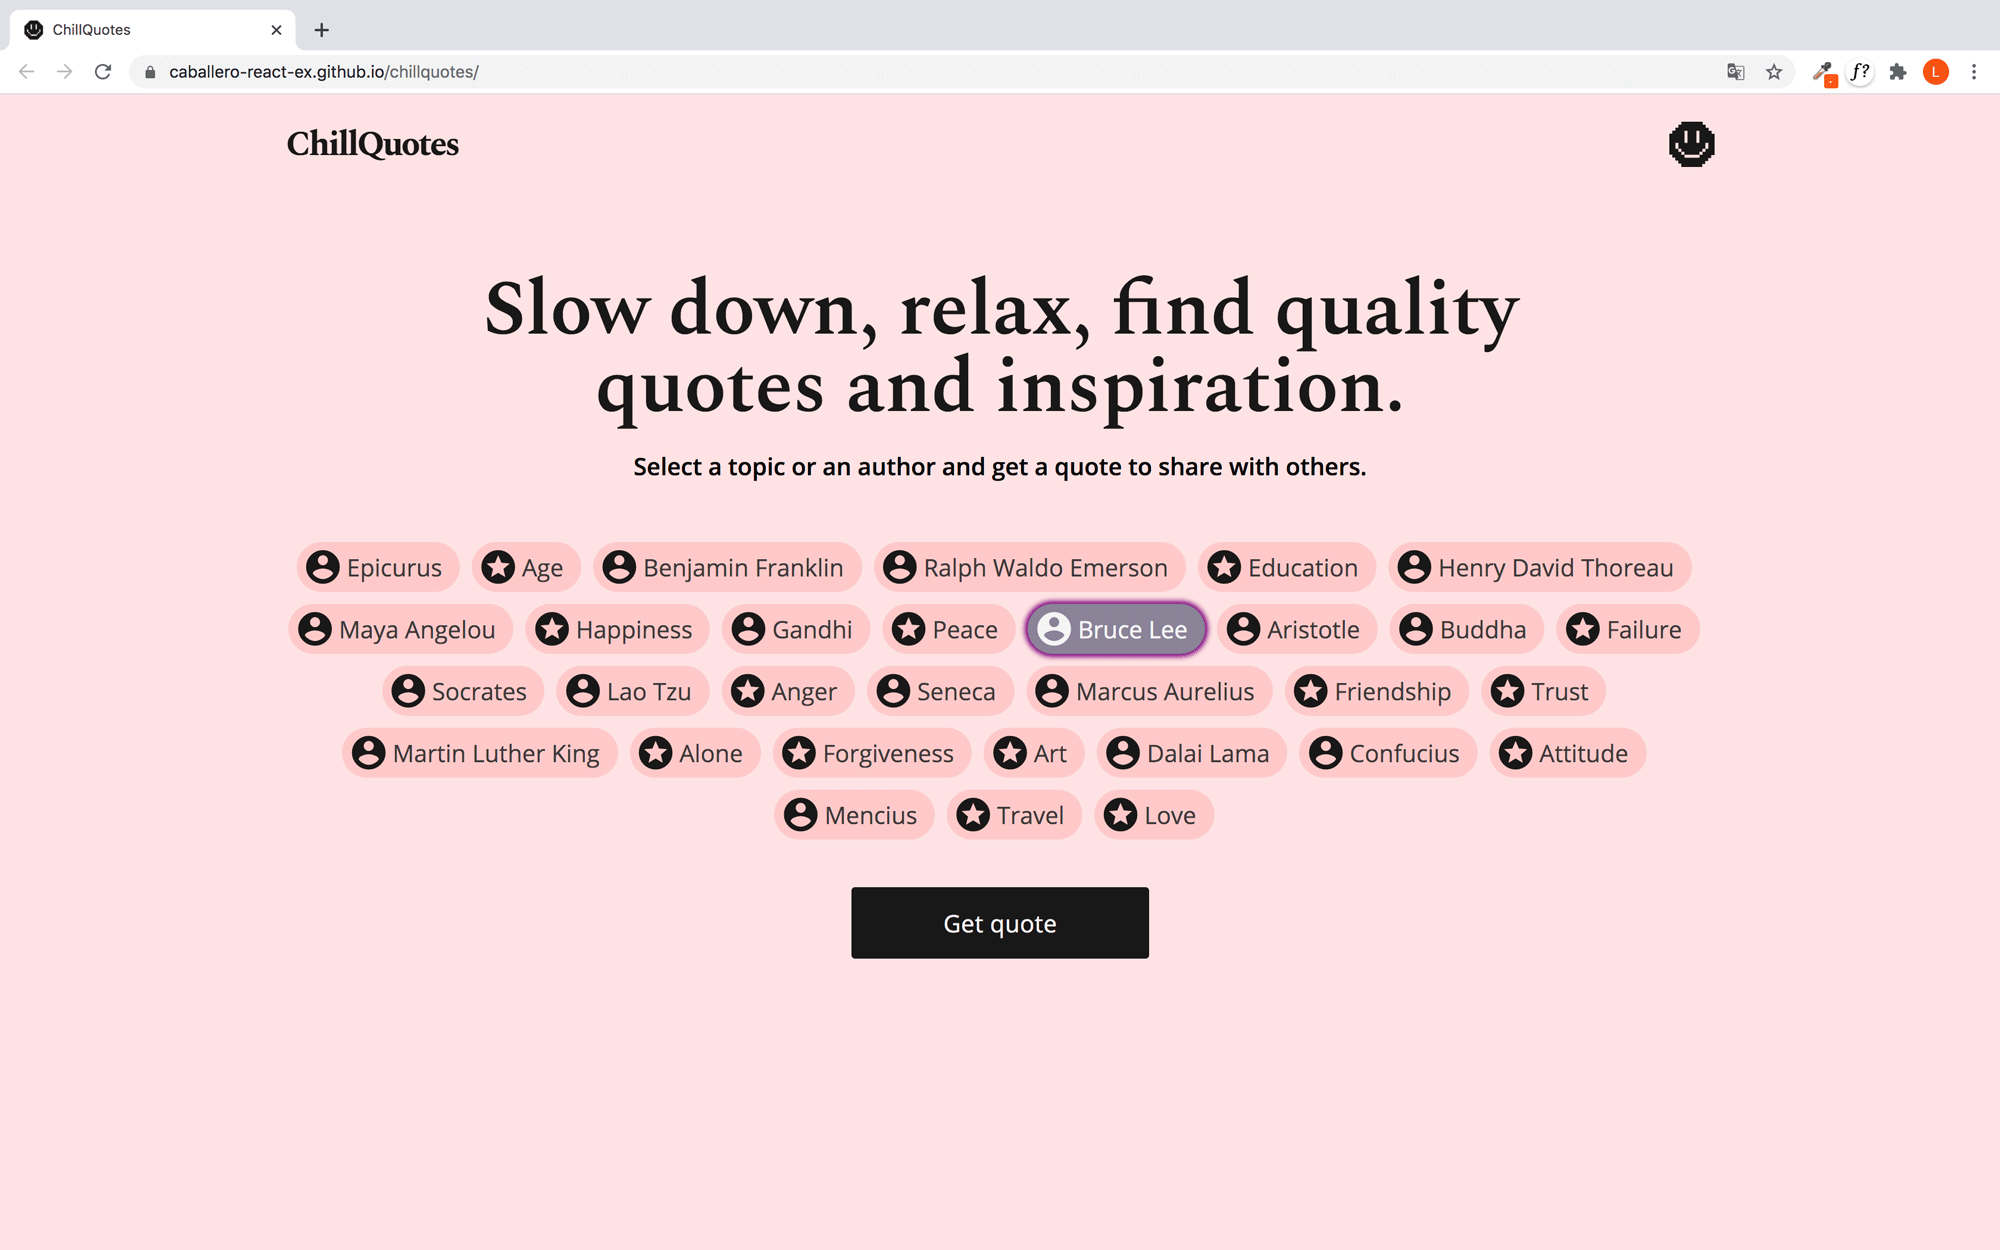 ChillQuotes
caballero-react-ex.github.io/chillquotes/
f?
L
ChillQuotes
Slow down, relax, find quality
quotes and inspiration.
Select a topic or an author and get a quote to share with others.
Epicurus Age Benjamin Franklin Ralph Waldo Emerson Education Henry David Thoreau
Maya Angelou Happiness Gandhi Peace Bruce Lee Aristotle Buddha Failure
Socrates Lao Tzu Anger Seneca Marcus Aurelius Friendship Trust
Martin Luther King Alone Forgiveness Art Dalai Lama Confucius Attitude
Mencius Travel Love
Get quote